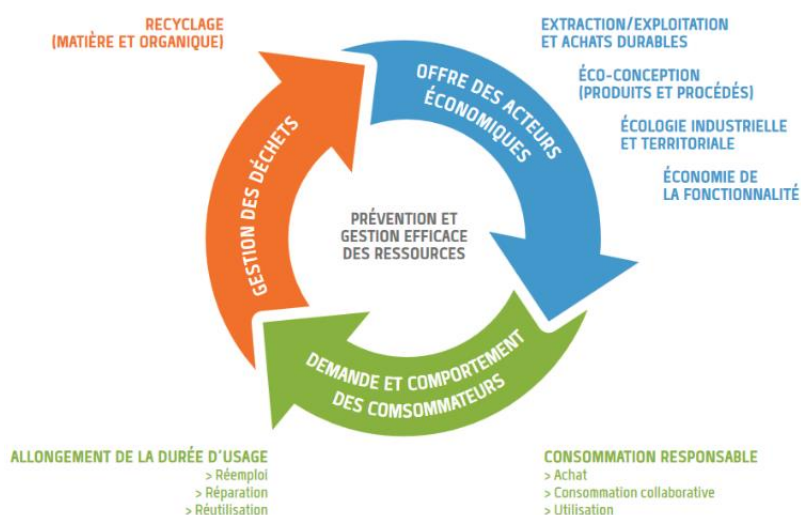 RECYCLAGE
(MATIÈRE ET ORGANIQUE)
EXTRACTION/EXPLOITATION
ET ACHATS DURABLES
ÉCO-CONCEPTION
(PRODUITS ET PROCÉDÉS)
ÉCOLOGIE INDUSTRIELLE
ET TERRITORIALE
ÉCONOMIE DE
LA FONCTIONNALITÉ
OFFRE DES ACTEURS
ÉCONOMIQUES
GESTION DES DÉCHETS
PRÉVENTION ET
GESTION EFFICACE
DES RESSOURCES
DEMANDE ET COMPORTEMENT
DES COMSOMMATEURS
ALLONGEMENT DE LA DURÉE D'USAGE
> Réemploi
> Réparation
> Réutilisation
CONSOMMATION RESPONSABLE
> Achat
> Consommation collaborative
> Utilisation